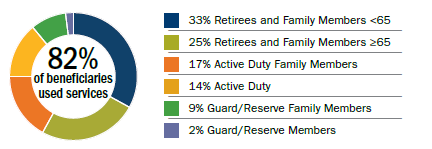 82%
of beneficiaries
used services
33% Retirees and Family Members <65
25% Retirees and Family Members ≥65
17% Active Duty Family Members
14% Active Duty
9% Guard/Reserve Family Members
2% Guard/Reserve Members